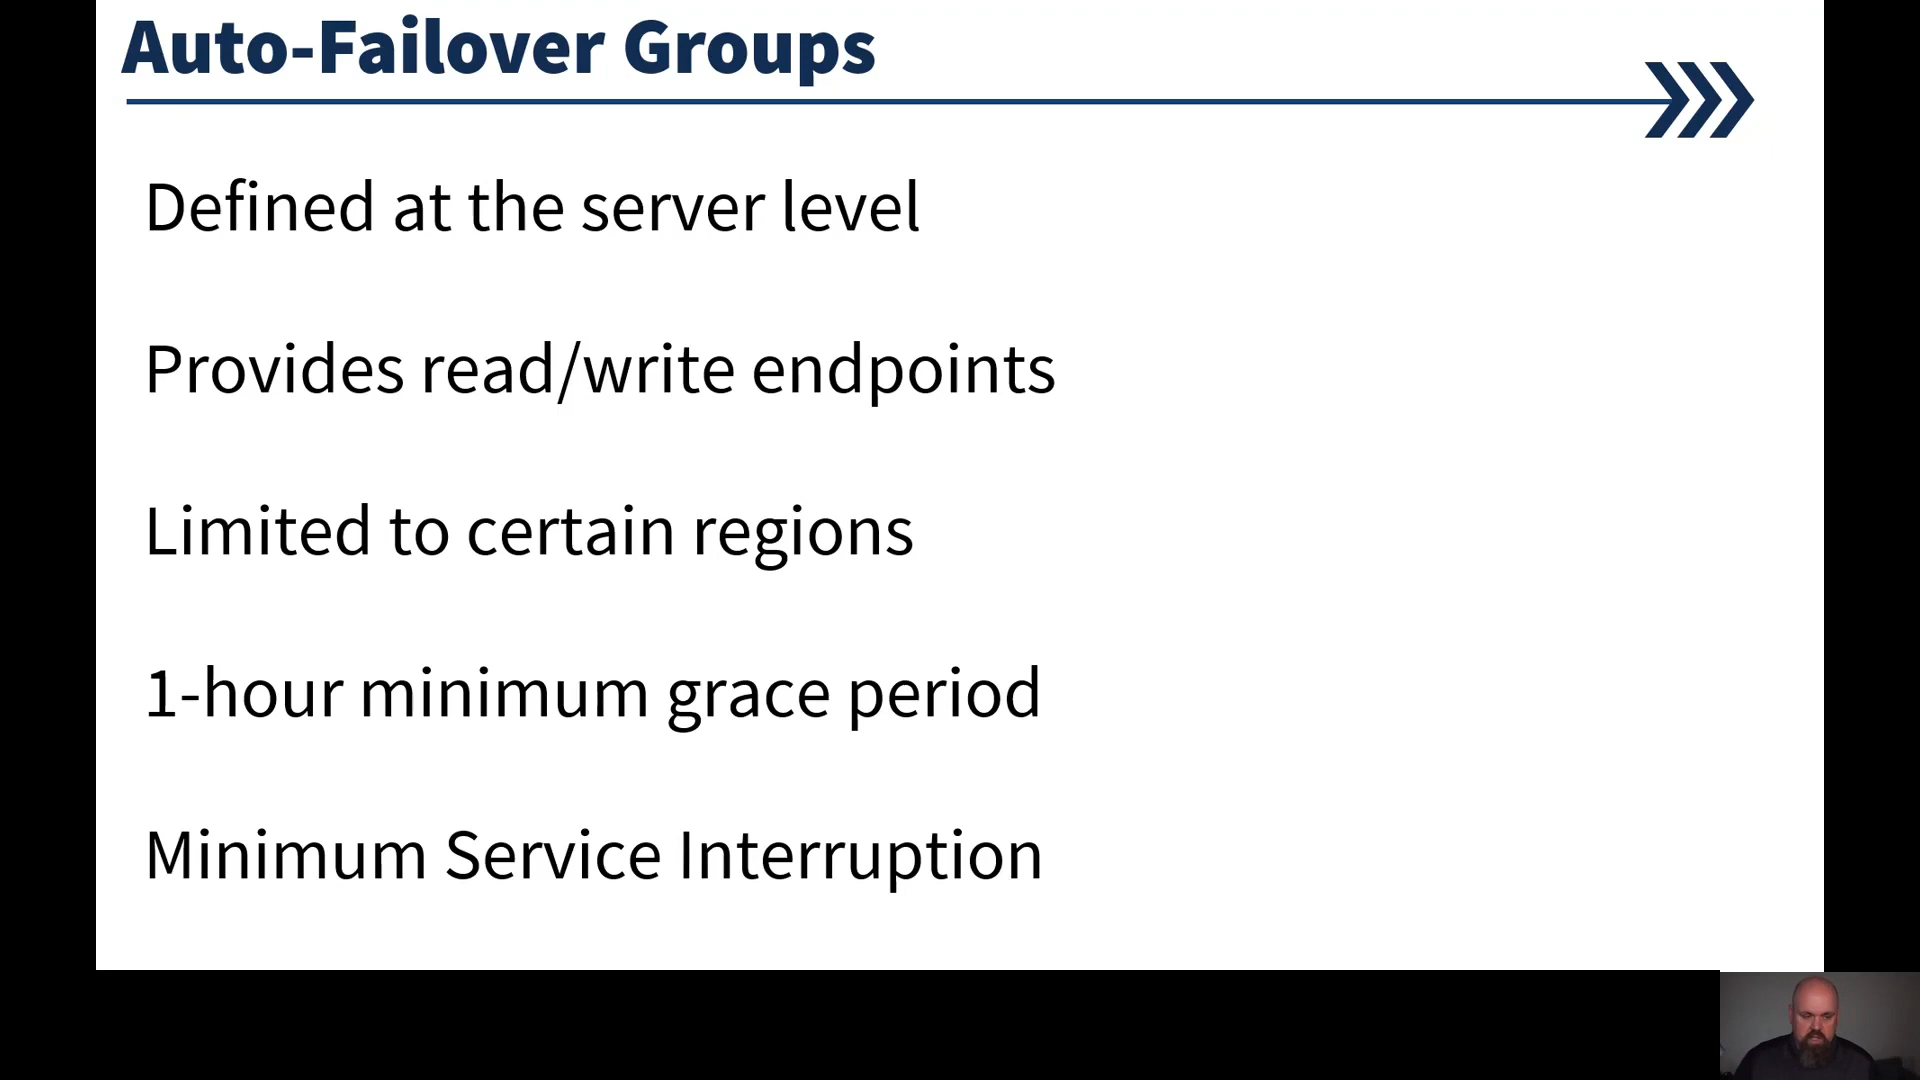 Auto-Failover Groups
Defined at the server level
Provides read/write endpoints
Limited to certain regions
1-hour minimum grace period
Minimum Service Interruption